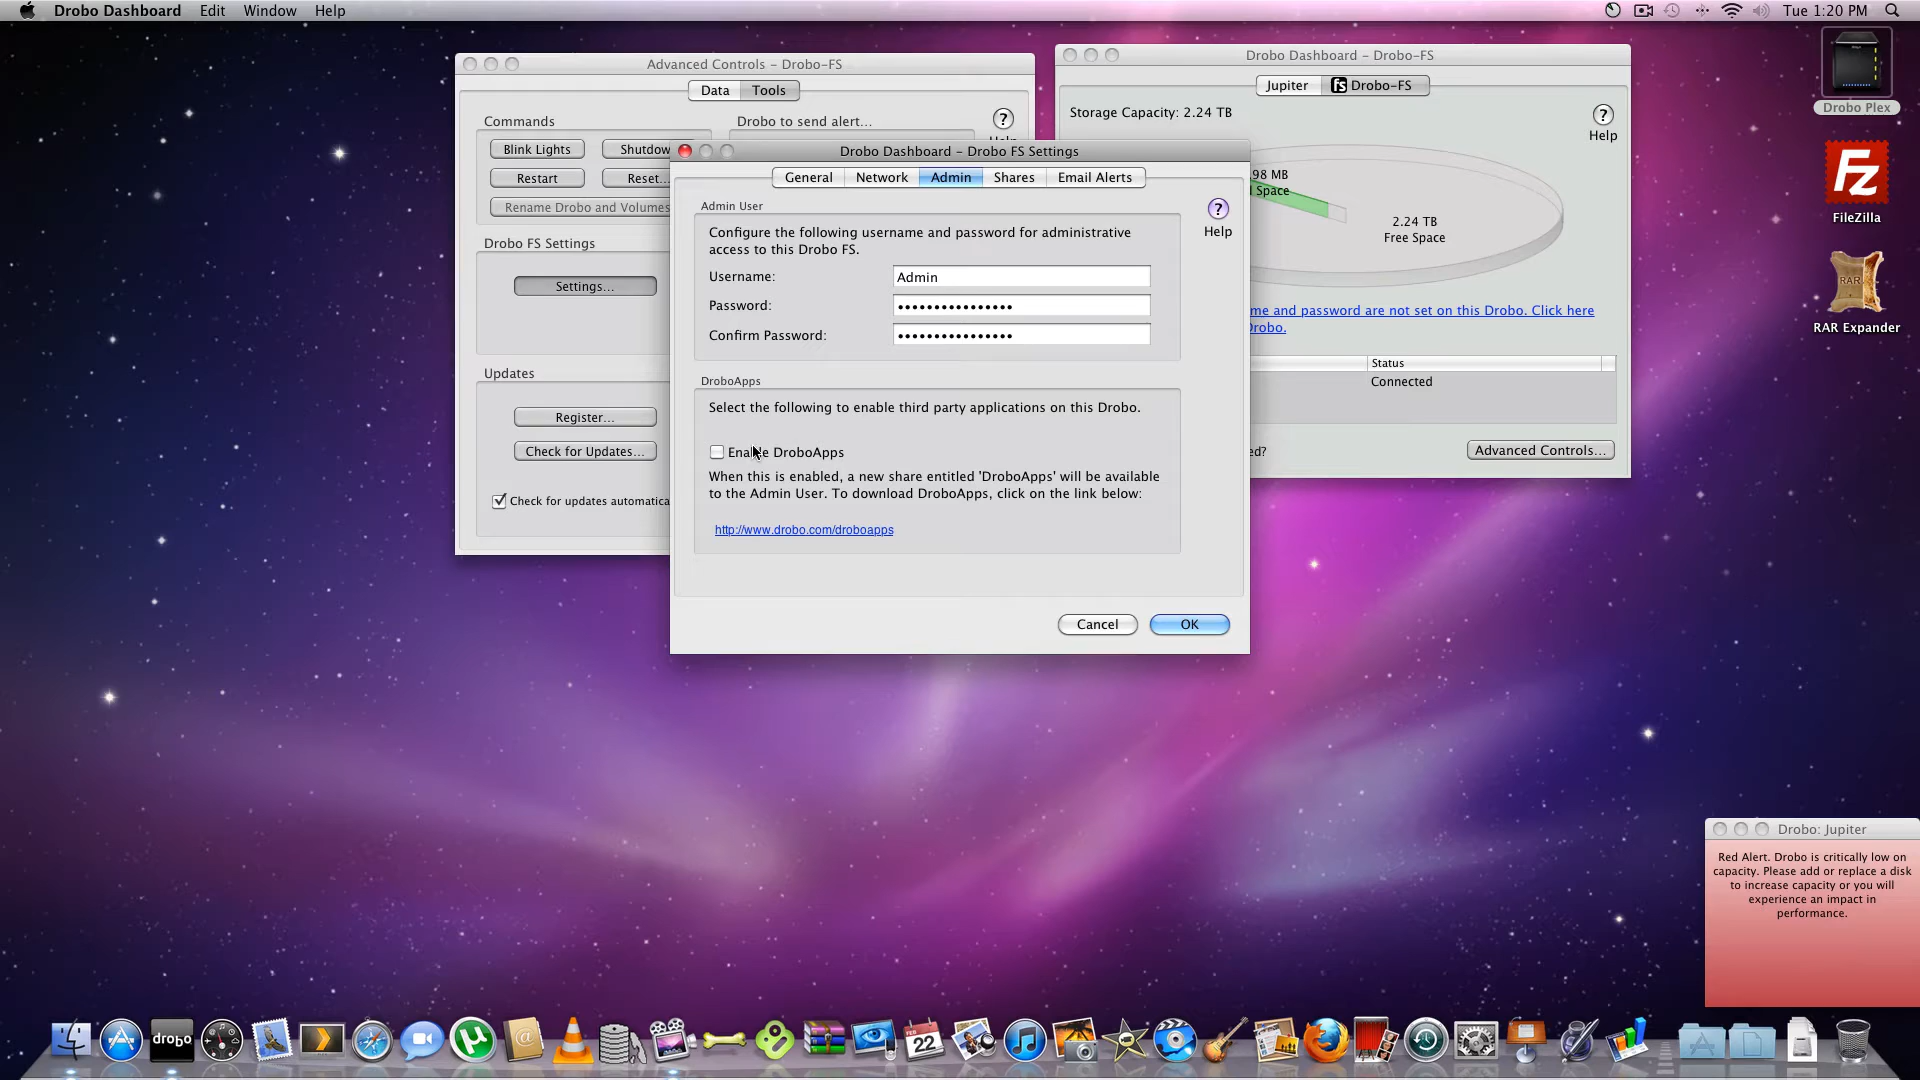 Drobo Dashboard Edit Window Help
Tue 1:20 PM
Advanced Controls – Drobo-FS
Data Tools
Commands
Drobo to send alert...
Blink Lights
Restart
Reset...
Rename Drobo and Volumes
Drobo FS Settings
Settings...
Updates
Register...
Check for Updates...
Drobo Dashboard – Drobo-FS
Jupiter fs Drobo-FS
Storage Capacity: 2.24 TB
Help
98 MB
Space
2.24 TB
Free Space
me and password are not set on this Drobo. Click here
Drobo.
Status
Connected
ed?
Advanced Controls...
Drobo Dashboard – Drobo FS Settings
General Network Admin Shares Email Alerts
Admin User
Help
Configure the following username and password for administrative
access to this Drobo FS.
Username: Admin
Password:
Confirm Password:
DroboApps
Select the following to enable third party applications on this Drobo.
Enable DroboApps
When this is enabled, a new share entitled 'DroboApps' will be available
to the Admin User. To download DroboApps, click on the link below:
http://www.drobo.com/droboapps
Cancel OK
Drobo Plex
Fz
FileZilla
RAR
RAR Expander
Drobo: Jupiter
Red Alert. Drobo is critically low on
capacity. Please add or replace a disk
to increase capacity or you will
experience an impact in
performance.
drobo
FEB
22